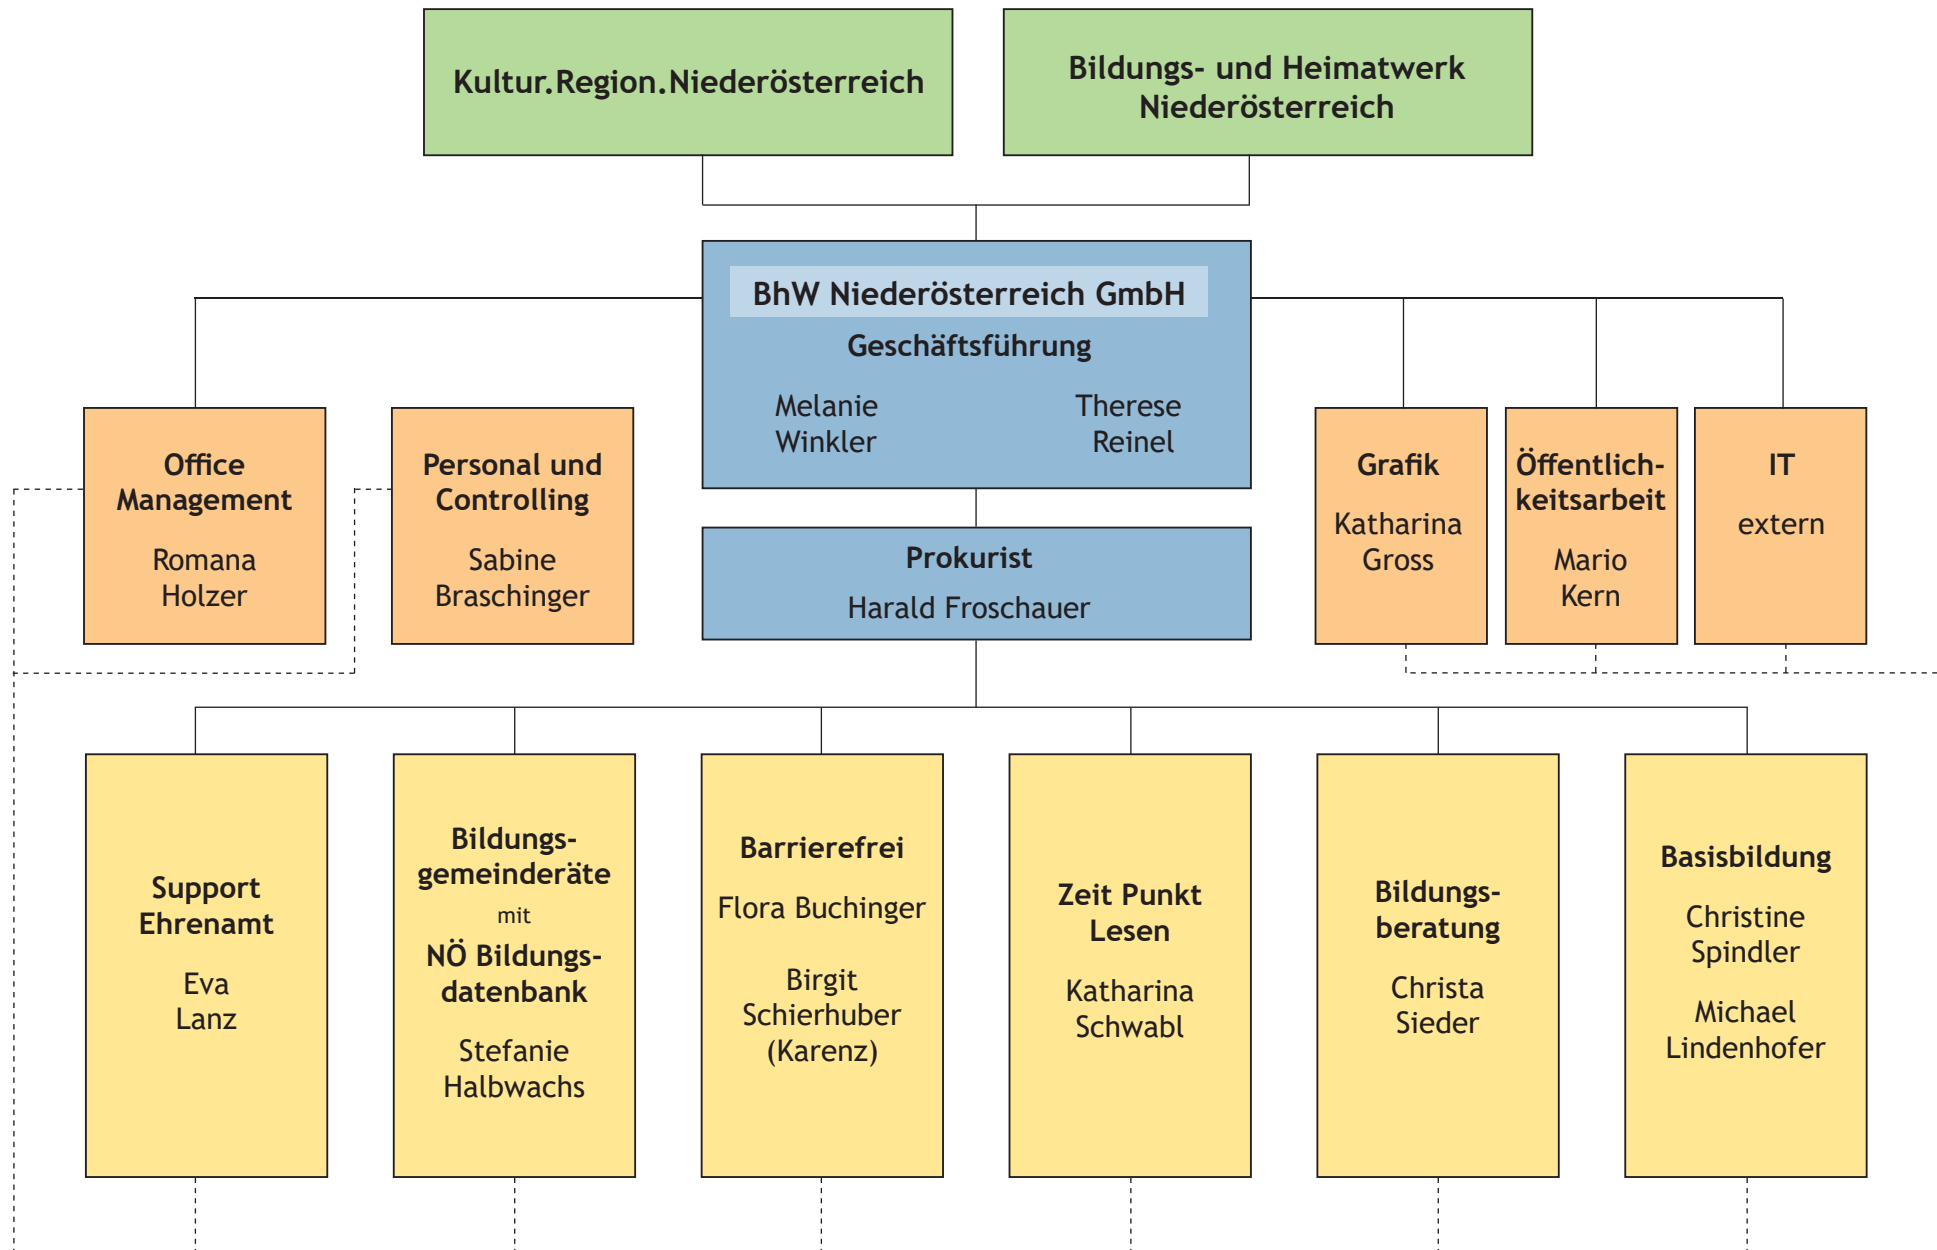 Kultur.Region.Niederösterreich
Bildungs- und Heimatwerk
Niederösterreich
BhW Niederösterreich GmbH
Geschäftsführung
Melanie
Winkler
Therese
Reinel
Office
Management
Romana
Holzer
Personal und
Controlling
Sabine
Braschinger
Prokurist
Harald Froschauer
Grafik
Katharina
Gross
Öffentlich-
keitsarbeit
Mario
Kern
IT
extern
Support
Ehrenamt
Eva
Lanz
Bildungs-
gemeinderäte
mit
NÖ Bildungs-
datenbank
Stefanie
Halbwachs
Barrierefrei
Flora Buchinger
Birgit
Schierhuber
(Karenz)
Zeit Punkt
Lesen
Katharina
Schwabl
Bildungs-
beratung
Christa
Sieder
Basisbildung
Christine
Spindler
Michael
Lindenhofer